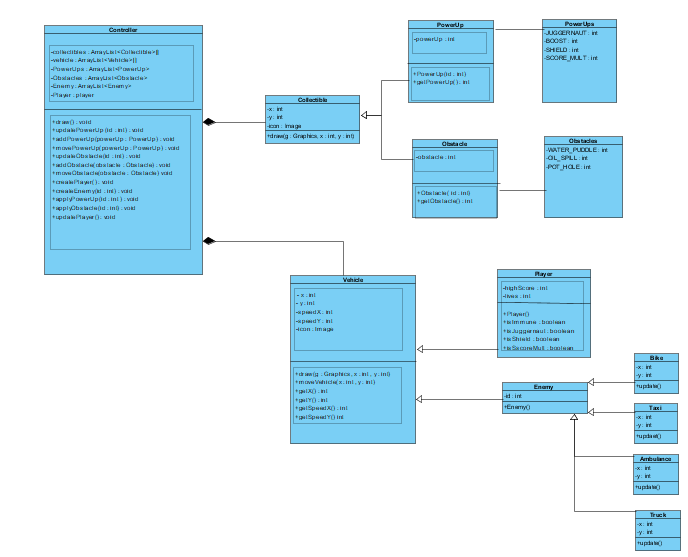 Controller
-collectibles : ArrayList<Collectible>[]
-vehicle : ArrayList<Vehicle>[]
-PowerUps : ArrayList<PowerUp>
-Obstacles : ArrayList<Obstacle>
-Enemy : ArrayList<Enemy>
-Player : player
+draw() : void
+updatePowerUp (id : int) : void
+addPowerUp(powerUp : PowerUp) : void
+movePowerUp(powerUp : PowerUp) : void
+updateObstacle(id : int) : void
+addObstacle(obstacle : Obstacle) : void
+moveObstacle(obstacle : Obstacle) : void
+createPlayer() : void
+createEnemy(id : int) : void
+applyPowerUp(id : int) : void
+applyObstacle(id : int) : void
+updatePlayer() : void
Collectible
-x : int
-y : int
-icon : Image
+draw(g : Graphics, x : int, y : int)
PowerUp
-powerUp : int
+PowerUp(id : int)
+getPowerUp() : int
PowerUps
-JUGGERNAUT : int
-BOOST : int
-SHIELD : int
-SCORE_MULT : int
Obstacle
-obstacle : int
+Obstacle( id : int)
+getObstacle() : int
Obstacles
-WATER_PUDDLE : int
-OIL_SPILL : int
-POT_HOLE : int
Vehicle
- x : int
- y : int
-speedX : int
-speedY : int
-icon : Image
+draw(g : Graphics, x : int, y : int)
+moveVehicle(x : int, y : int)
+getX() : int
+getY() : int
+getSpeedX() : int
+getSpeedY() int
Player
-highScore : int
-lives : int
+Player()
+isImmune : boolean
+isJuggernaut : boolean
+isShield : boolean
+isSscoreMult : boolean
Enemy
-id : int
+Enemy()
Bike
-x : int
-y : int
+update()
Taxi
-x : int
-y : int
+update()
Ambulance
-x : int
-y : int
+update()
Truck
-x : int
-y : int
+update()